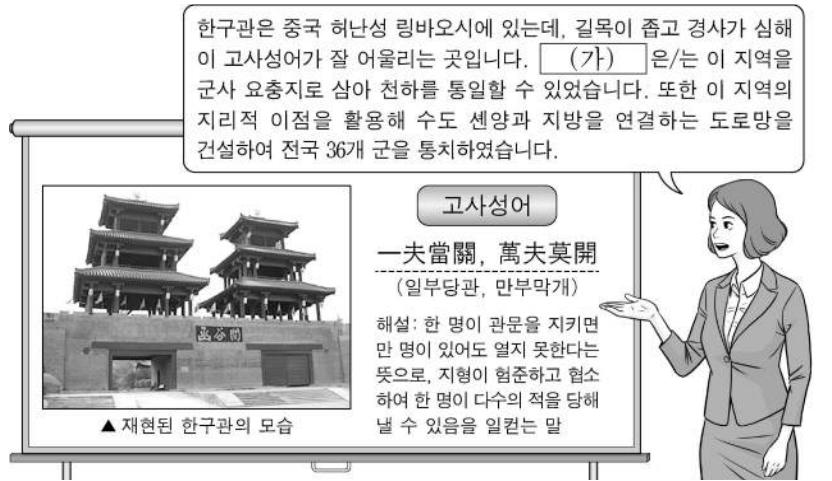 한구관은 중국 허난성 링바오시에 있는데, 길목이 좁고 경사가 심해
이 고사성어가 잘 어울리는 곳입니다. (가) 은/는 이 지역을
군사 요충지로 삼아 천하를 통일할 수 있었습니다. 또한 이 지역의
지리적 이점을 활용해 수도 셴양과 지방을 연결하는 도로망을
건설하여 전국 36개 군을 통치하였습니다.
고사성어
一夫當關, 萬夫莫開
(일부당관, 만부막개)
해설: 한 명이 관문을 지키면
만 명이 있어도 열지 못한다는
뜻으로, 지형이 험준하고 협소
하여 한 명이 다수의 적을 당해
낼 수 있음을 일컫는 말
函谷關
▲ 재현된 한구관의 모습